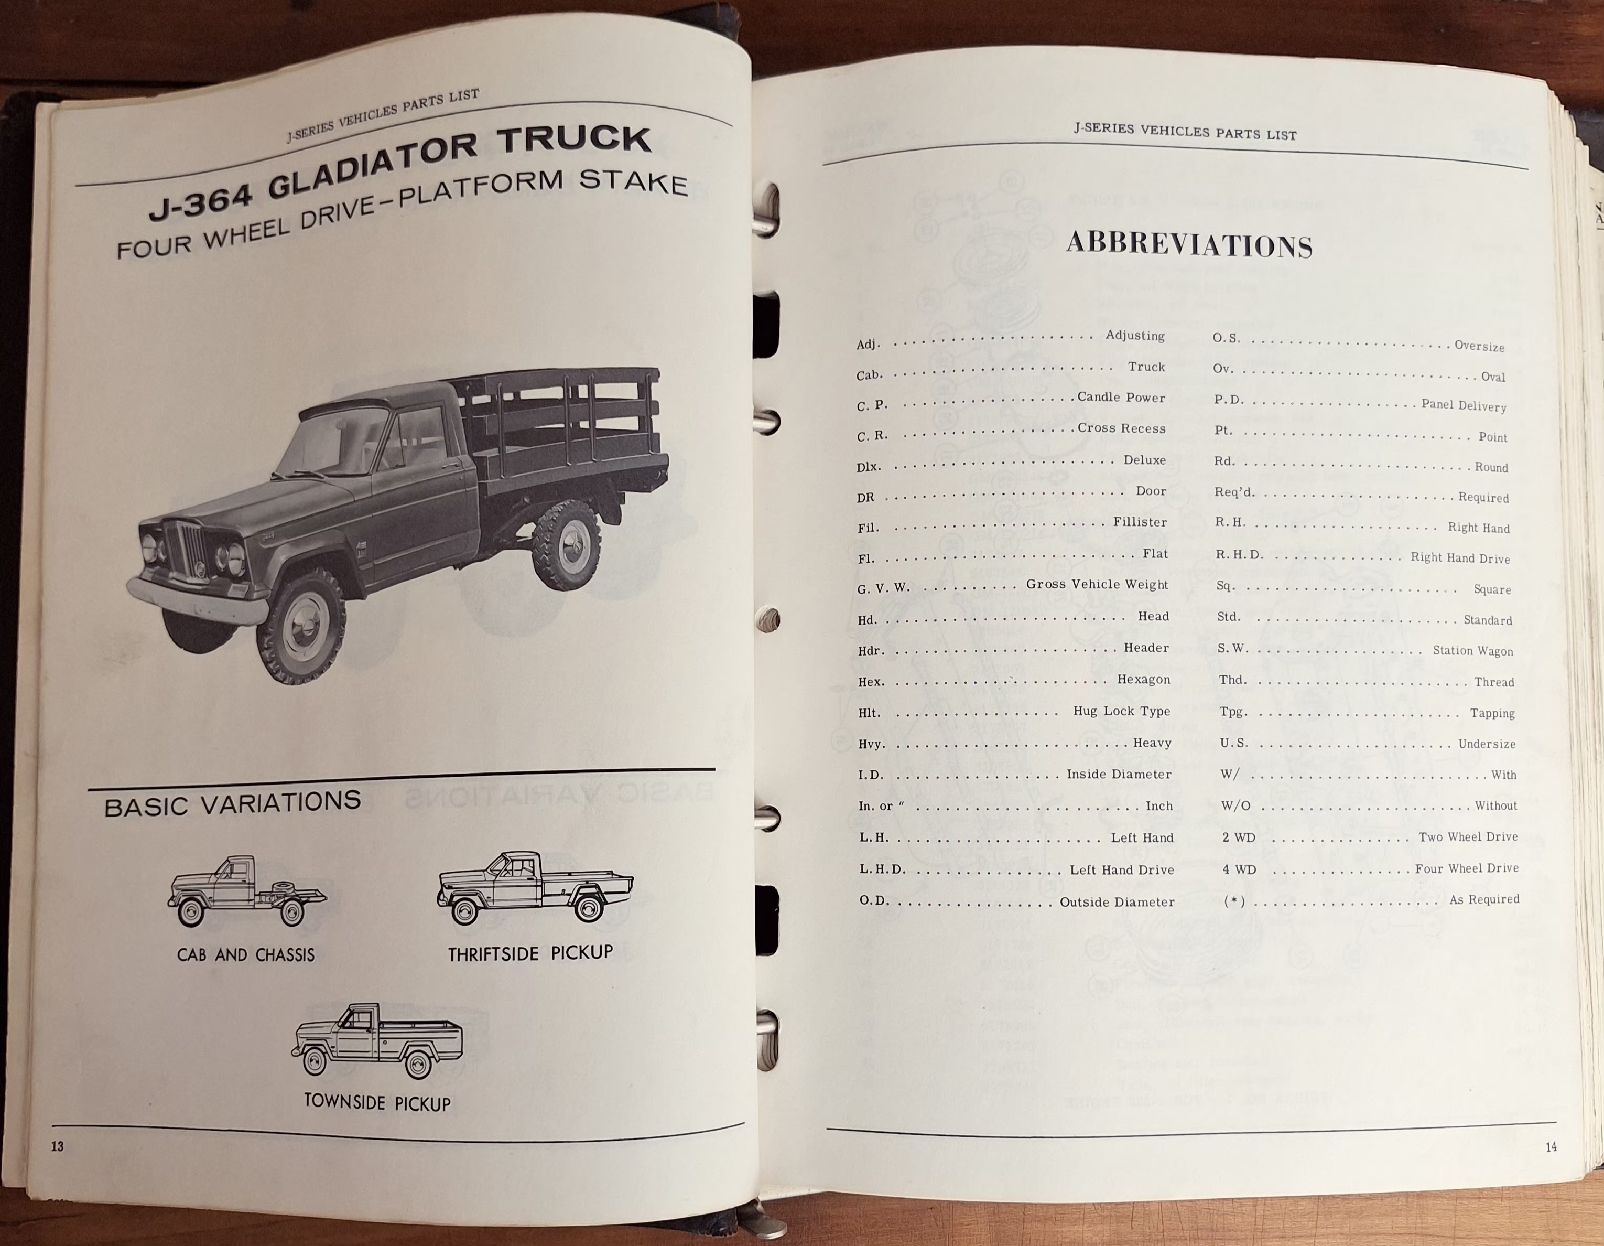 J-SERIES VEHICLES PARTS LIST
J-364 GLADIATOR TRUCK
FOUR WHEEL DRIVE-PLATFORM STAKE
BASIC VARIATIONS
CAB AND CHASSIS
THRIFTSIDE PICKUP
TOWNSIDE PICKUP
13
J-SERIES VEHICLES PARTS LIST
ABBREVIATIONS
Adj. . . . . . . . . . . . . . . . . . . . . . Adjusting
Cab. . . . . . . . . . . . . . . . . . . . . . . . Truck
C. P. . . . . . . . . . . . . . . . . . . Candle Power
C. R. . . . . . . . . . . . . . . . . . . Cross Recess
Dlx. . . . . . . . . . . . . . . . . . . . . . . . Deluxe
DR . . . . . . . . . . . . . . . . . . . . . . . . . Door
Fil. . . . . . . . . . . . . . . . . . . . . . . Fillister
Fl. . . . . . . . . . . . . . . . . . . . . . . . . . . Flat
G. V. W. . . . . . . . . . . Gross Vehicle Weight
Hd. . . . . . . . . . . . . . . . . . . . . . . . . . Head
Hdr. . . . . . . . . . . . . . . . . . . . . . . . Header
Hex. . . . . . . . . . . . . . . . . . . . . . . Hexagon
Hlt. . . . . . . . . . . . . . . . . . Hug Lock Type
Hvy. . . . . . . . . . . . . . . . . . . . . . . . . Heavy
I.D. . . . . . . . . . . . . . . . . . Inside Diameter
In. or " . . . . . . . . . . . . . . . . . . . . . . . . Inch
L.H. . . . . . . . . . . . . . . . . . . . . . Left Hand
L.H.D. . . . . . . . . . . . . . . . Left Hand Drive
O.D. . . . . . . . . . . . . . . . . Outside Diameter
O.S. . . . . . . . . . . . . . . . . . . . . . Oversize
Ov. . . . . . . . . . . . . . . . . . . . . . . . . . Oval
P.D. . . . . . . . . . . . . . . . . . . Panel Delivery
Pt. . . . . . . . . . . . . . . . . . . . . . . . . . Point
Rd. . . . . . . . . . . . . . . . . . . . . . . . . Round
Req'd. . . . . . . . . . . . . . . . . . . . . Required
R.H. . . . . . . . . . . . . . . . . . . . Right Hand
R.H.D. . . . . . . . . . . . . . . Right Hand Drive
Sq. . . . . . . . . . . . . . . . . . . . . . . . . Square
Std. . . . . . . . . . . . . . . . . . . . . . Standard
S.W. . . . . . . . . . . . . . . . . . . Station Wagon
Thd. . . . . . . . . . . . . . . . . . . . . . . Thread
Tpg. . . . . . . . . . . . . . . . . . . . . . Tapping
U.S. . . . . . . . . . . . . . . . . . . . . Undersize
W/ . . . . . . . . . . . . . . . . . . . . . . . . . With
W/O . . . . . . . . . . . . . . . . . . . . . . Without
2 WD . . . . . . . . . . . . . . . Two Wheel Drive
4 WD . . . . . . . . . . . . . . . Four Wheel Drive
(*) . . . . . . . . . . . . . . . . . . . . As Required
14